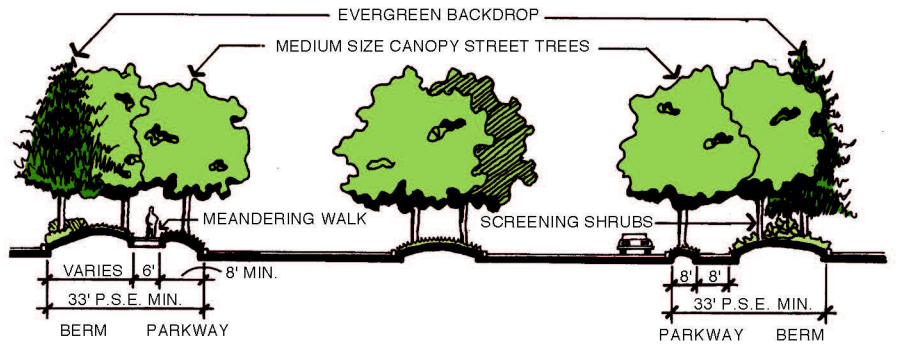 EVERGREEN BACKDROP
MEDIUM SIZE CANOPY STREET TREES
MEANDERING WALK
SCREENING SHRUBS
VARIES 6' 8' MIN.
8' 8'
33' P.S.E. MIN.
33' P.S.E. MIN.
BERM PARKWAY
PARKWAY BERM